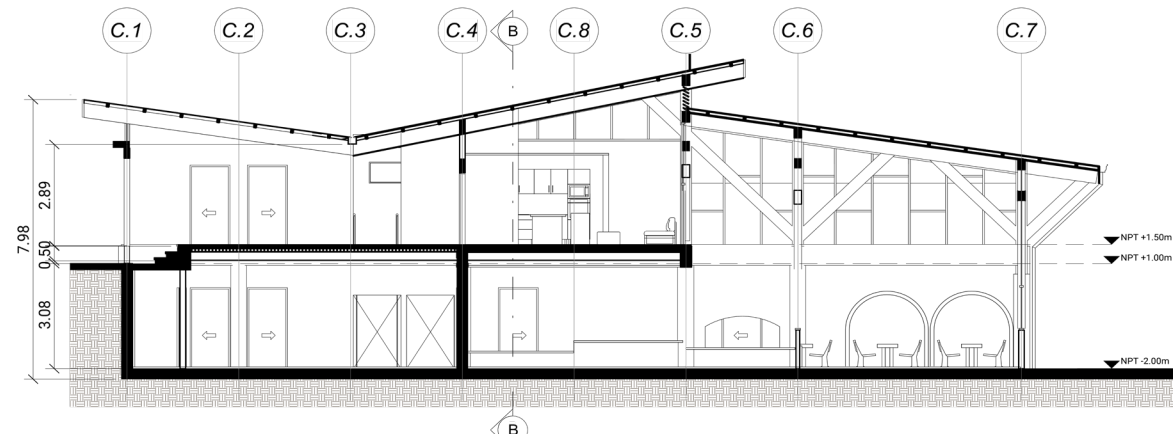 C.1
C.2
C.3
C.4
B
C.8
C.5
C.6
C.7
2.89
7.98
0.50
3.08
NPT +1.50m
NPT +1.00m
NPT -2.00m
B